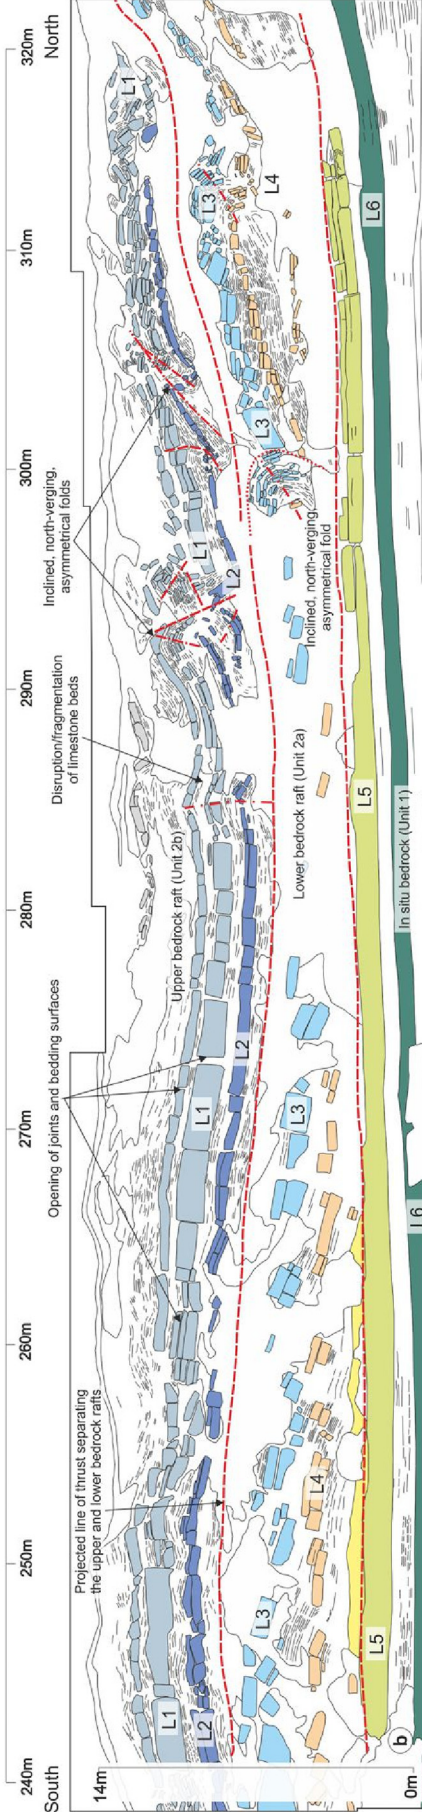 240m 250m 260m 270m 280m 290m 300m 310m 320m
South
North
14m
0m
Projected line of thrust separating
the upper and lower bedrock rafts
Opening of joints and bedding surfaces
Disruption/fragmentation
of limestone beds
Inclined, north-verging,
asymmetrical folds
Upper bedrock raft (Unit 2b)
Lower bedrock raft (Unit 2a)
Inclined, north-verging,
asymmetrical fold
In situ bedrock (Unit 1)
L1
L1
L1
L1
L2
L2
L2
L3
L3
L3
L3
L4
L4
L5
L5
L6
L6
b